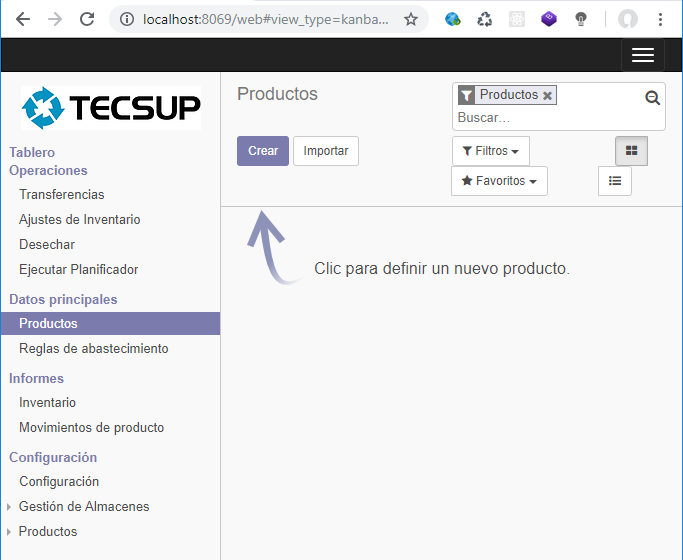 localhost:8069/web#view_type=kanba...
TECSUP
Tablero
Operaciones
Transferencias
Ajustes de Inventario
Desechar
Ejecutar Planificador
Datos principales
Productos
Reglas de abastecimiento
Informes
Inventario
Movimientos de producto
Configuración
Configuración
Gestión de Almacenes
Productos
Productos
Productos
Buscar...
Crear
Importar
Filtros
Favoritos
Clic para definir un nuevo producto.